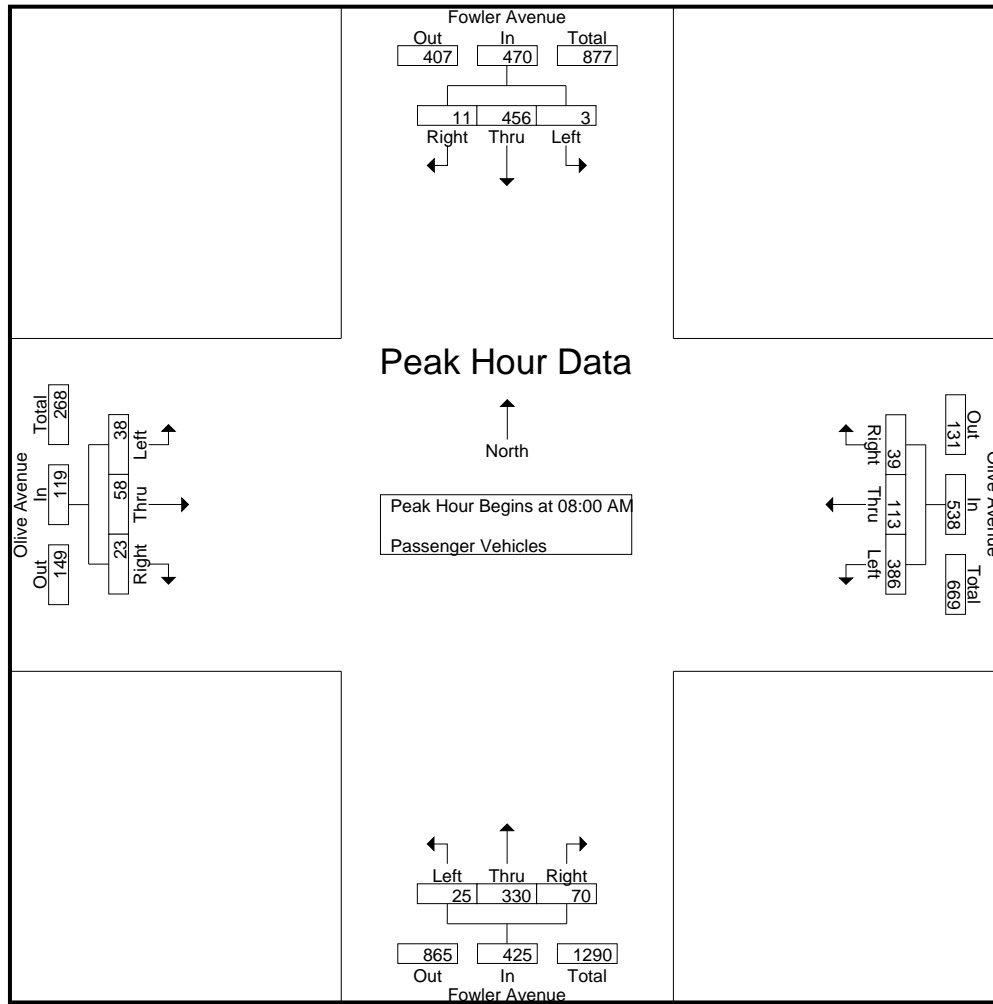 Fowler Avenue
Out In Total
407 470 877
11 456 3
Right Thru Left
Peak Hour Data
North
Peak Hour Begins at 08:00 AM
Passenger Vehicles
Olive Avenue
Out In Total
149 119 268
23 58 38
Right Thru Left
Olive Avenue
Out In Total
131 538 669
39 113 386
Right Thru Left
Left Thru Right
25 330 70
865 425 1290
Out In Total
Fowler Avenue